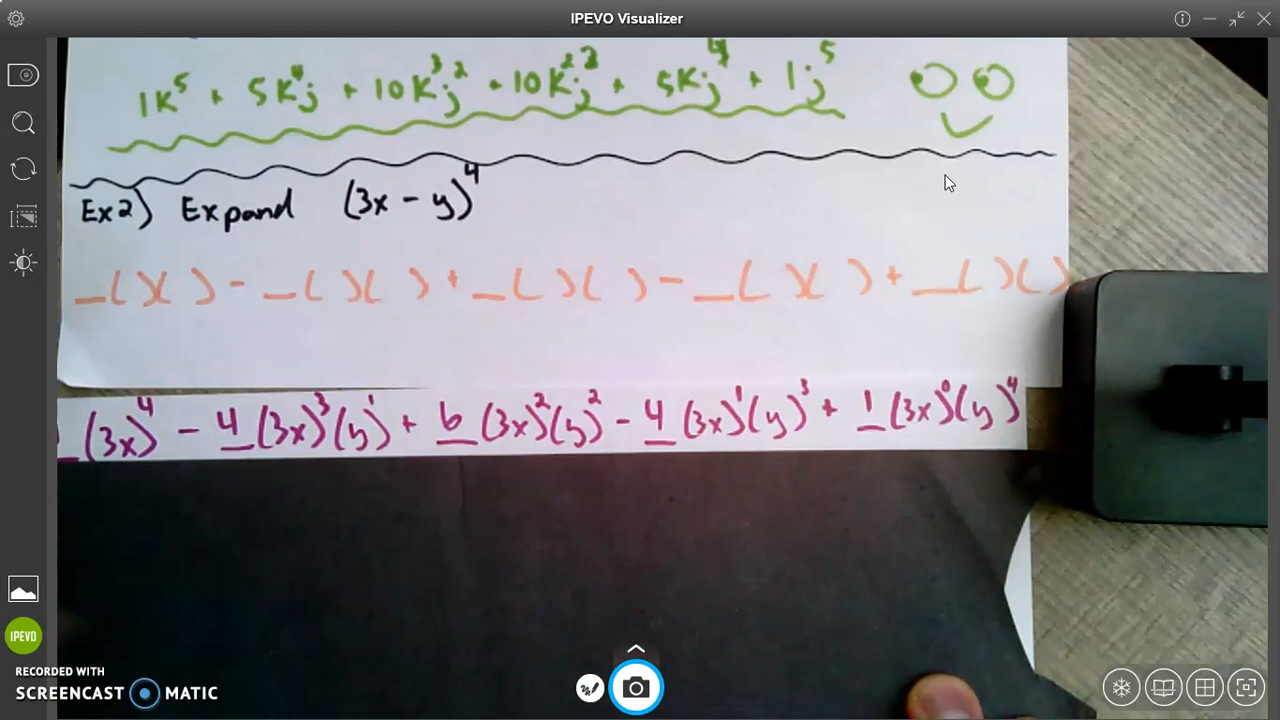 IPEVO Visualizer
1k⁵ + 5k⁴j + 10k³j² + 10k²j³ + 5kj⁴ + 1j⁵
Ex2) Expand (3x - y)⁴
_( )( ) - _( )( ) + _( )( ) - _( )( ) + _( )( )
(3x)⁴ - 4(3x)³(y)¹ + 6(3x)²(y)² - 4(3x)¹(y)³ + 1(3x)⁰(y)⁴
IPEVO
RECORDED WITH
SCREENCAST MATIC